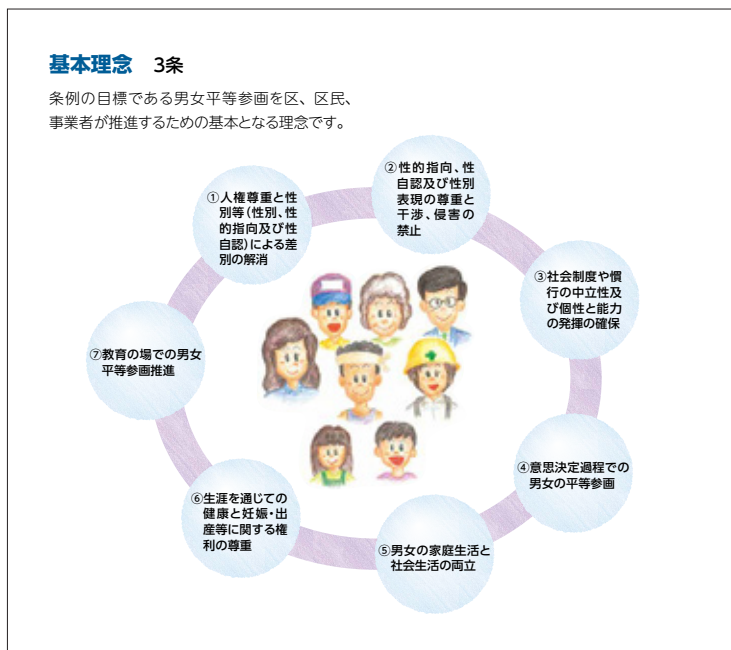 基本理念 3条
条例の目標である男女平等参画を区、区民、
事業者が推進するための基本となる理念です。
①人権尊重と性
別等(性別、性
的指向及び性
自認)による差
別の解消
②性的指向、性
自認及び性別
表現の尊重と
干渉、侵害の
禁止
③社会制度や慣
行の中立性及
び個性と能力
の発揮の確保
④意思決定過程での
男女の平等参画
⑤男女の家庭生活と
社会生活の両立
⑥生涯を通じての
健康と妊娠・出
産等に関する権
利の尊重
⑦教育の場での男女
平等参画推進